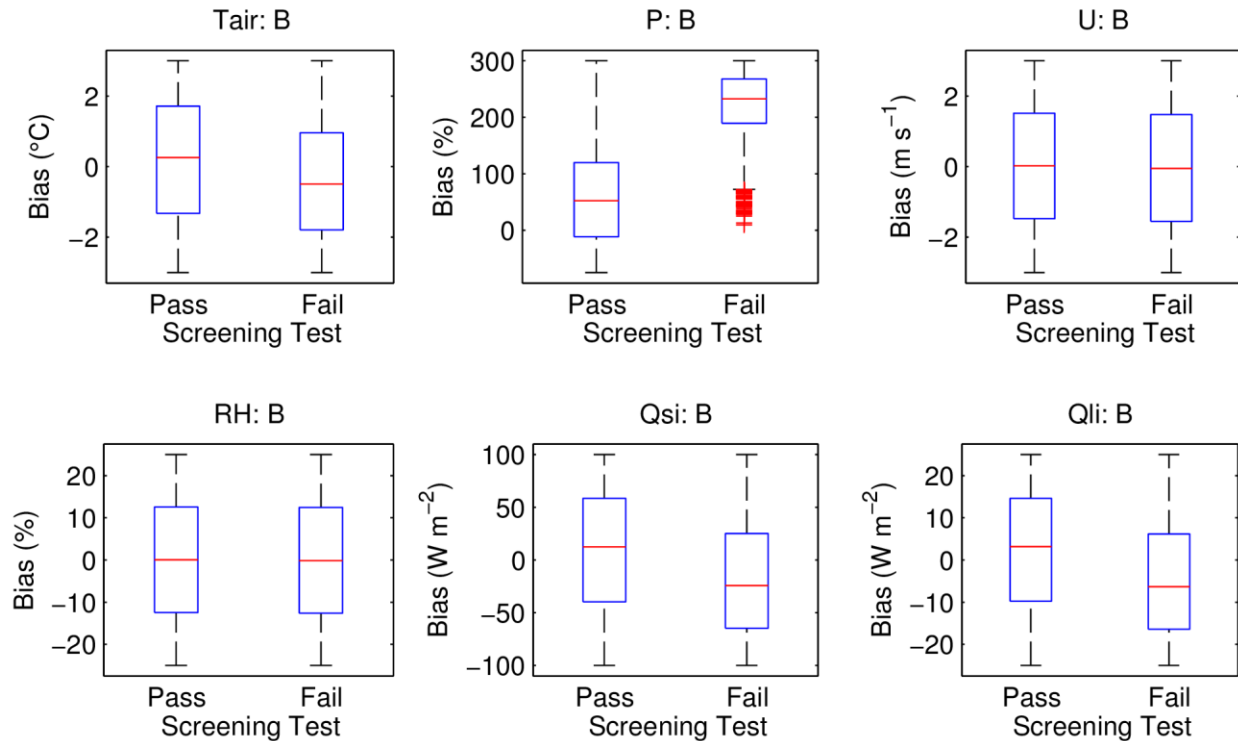 Tair: B
Bias (°C)
2
0
−2
Pass Fail
Screening Test
P: B
Bias (%)
300
200
100
0
Pass Fail
Screening Test
U: B
Bias (m s⁻¹)
2
0
−2
Pass Fail
Screening Test
RH: B
Bias (%)
20
10
0
−10
−20
Pass Fail
Screening Test
Qsi: B
Bias (W m⁻²)
100
50
0
−50
−100
Pass Fail
Screening Test
Qli: B
Bias (W m⁻²)
20
10
0
−10
−20
Pass Fail
Screening Test